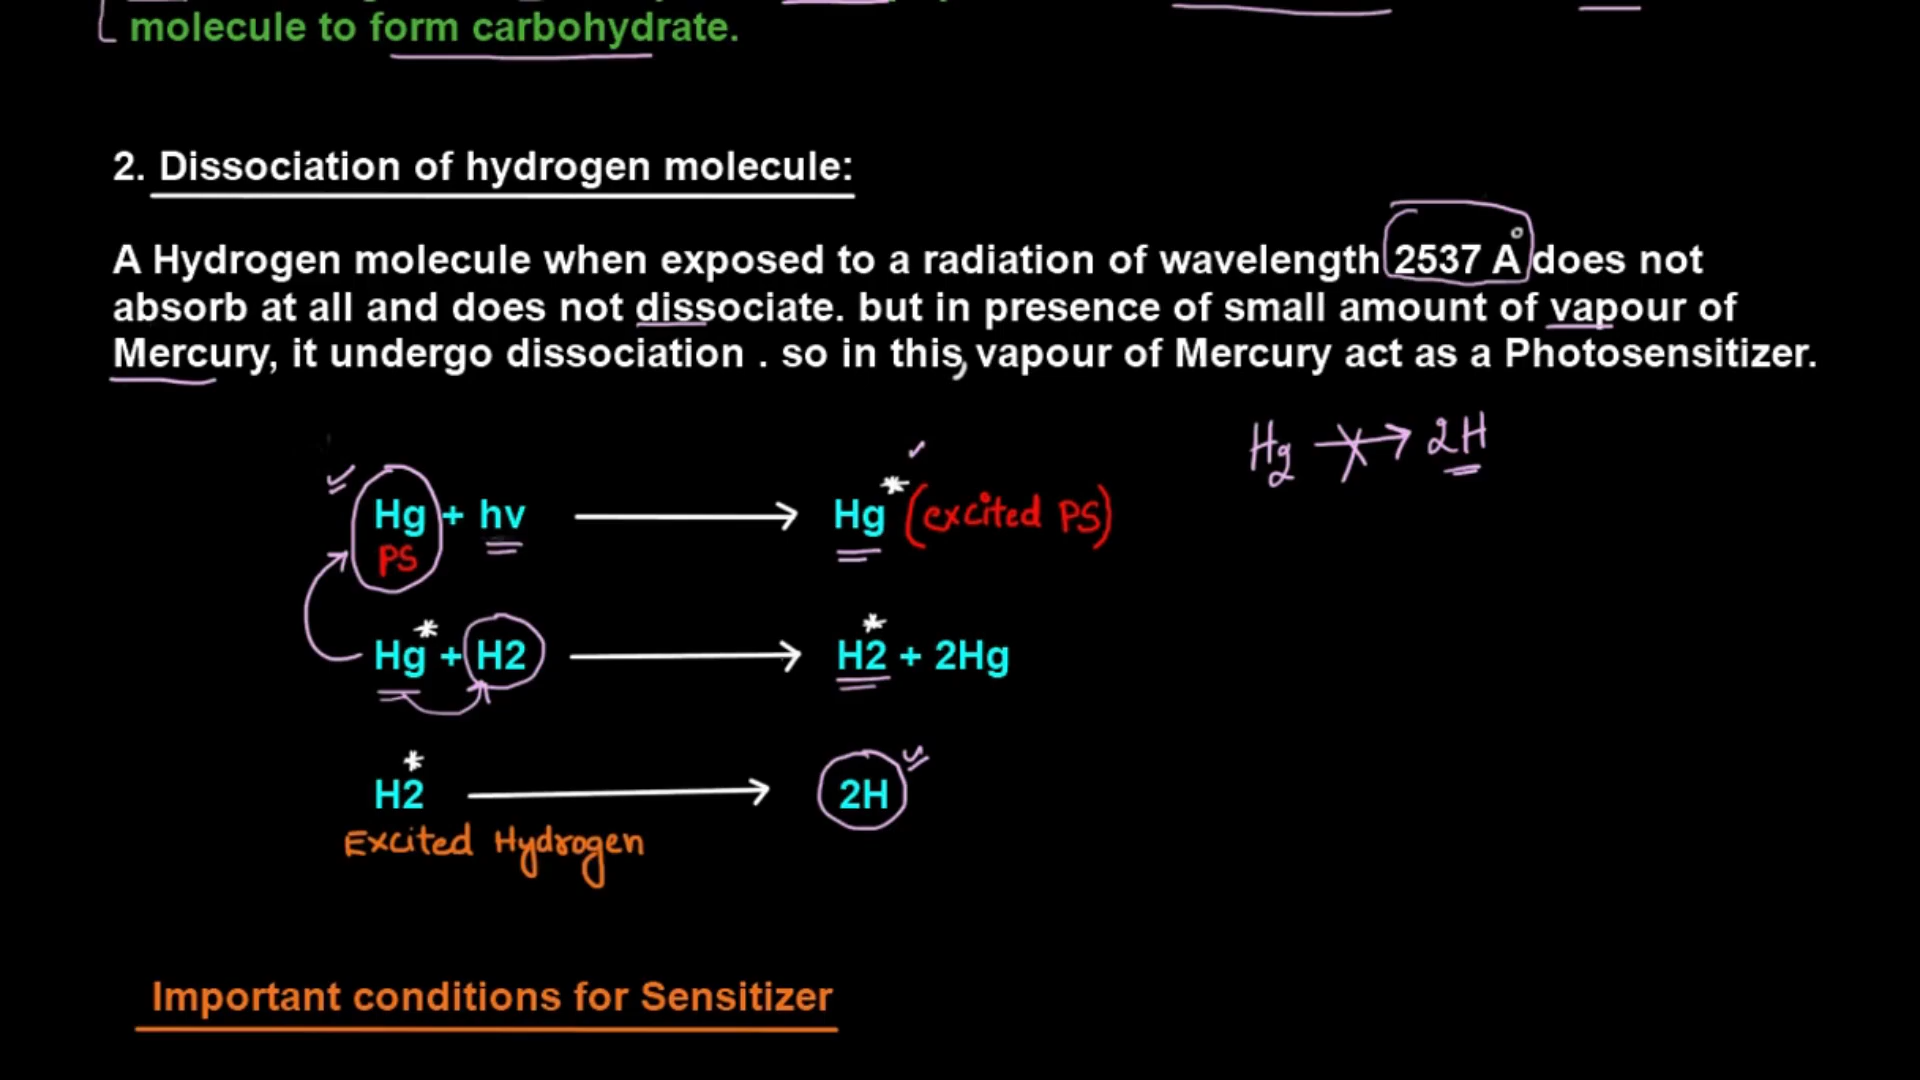 molecule to form carbohydrate.
2. Dissociation of hydrogen molecule:
A Hydrogen molecule when exposed to a radiation of wavelength 2537 A° does not
absorb at all and does not dissociate. but in presence of small amount of vapour of
Mercury, it undergo dissociation . so in this, vapour of Mercury act as a Photosensitizer.
Hg → 2H
Hg + hv → Hg* (excited PS)
PS
Hg* + H2 → H2* + 2Hg
H2* → 2H
Excited Hydrogen
Important conditions for Sensitizer